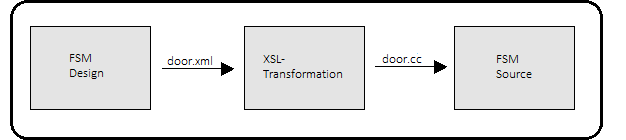 FSM
Design
door.xml
XSL-
Transformation
door.cc
FSM
Source